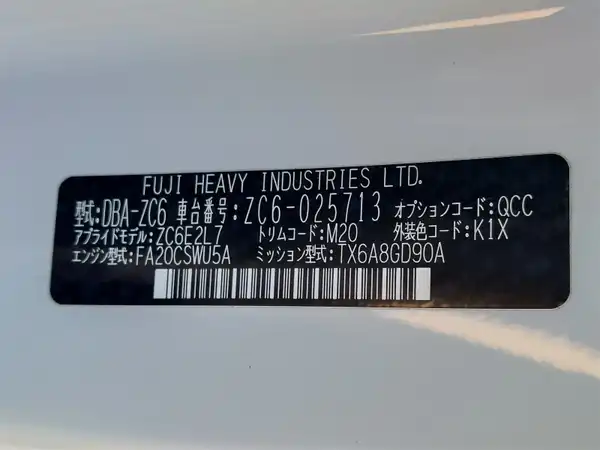 FUJI HEAVY INDUSTRIES LTD.
型式:DBA-ZC6 車台番号:ZC6-025713 オプションコード:QCC
アプライドモデル:ZC6E2L7 トリムコード:M20 外装色コード:K1X
エンジン型式:FA20CSWU5A ミッション型式:TX6A8GD90A